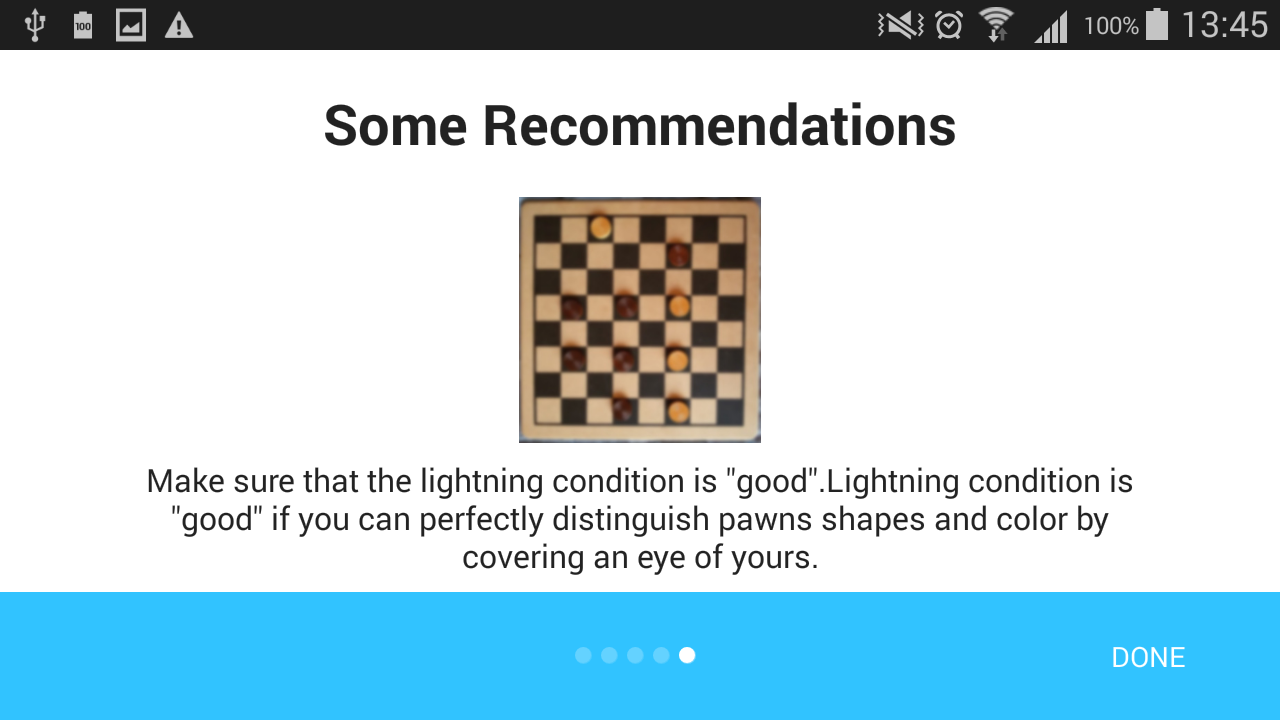 100
100%
13:45
Some Recommendations
Make sure that the lightning condition is "good".Lightning condition is
"good" if you can perfectly distinguish pawns shapes and color by
covering an eye of yours.
DONE